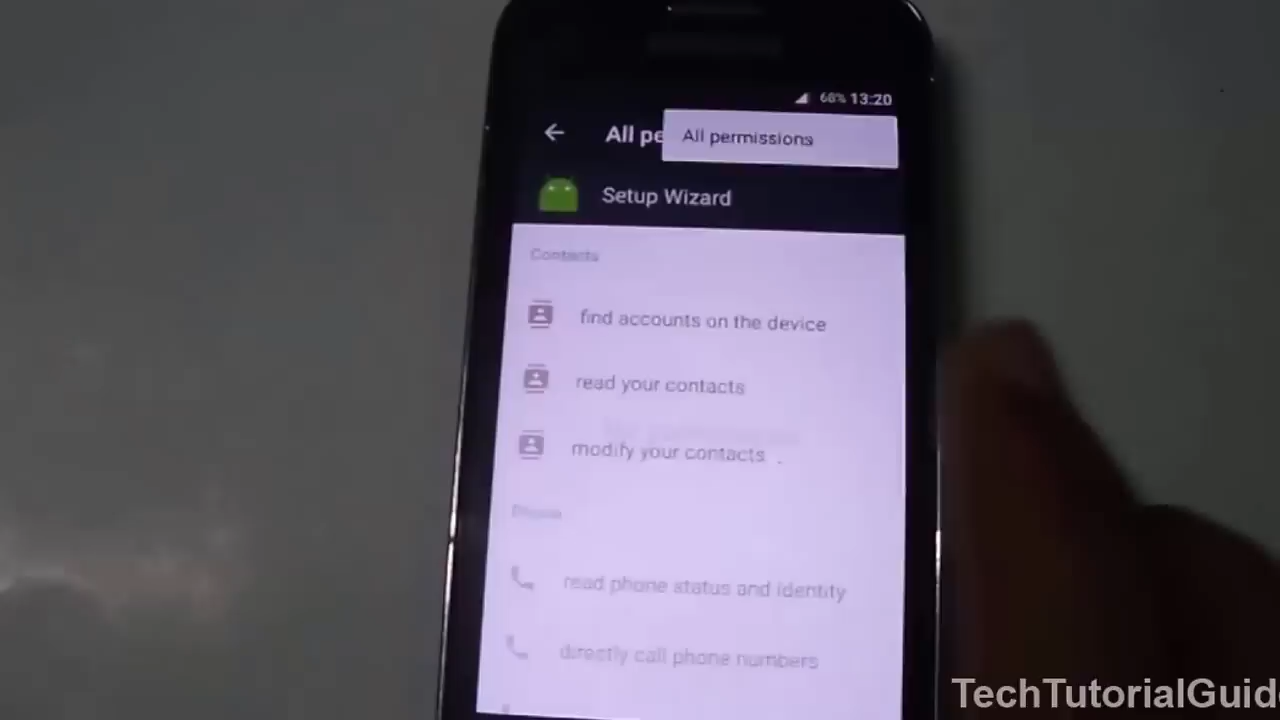 68% 13:20
All pe
All permissions
Setup Wizard
Contacts
find accounts on the device
read your contacts
modify your contacts
Phone
read phone status and identity
directly call phone numbers
TechTutorialGuid